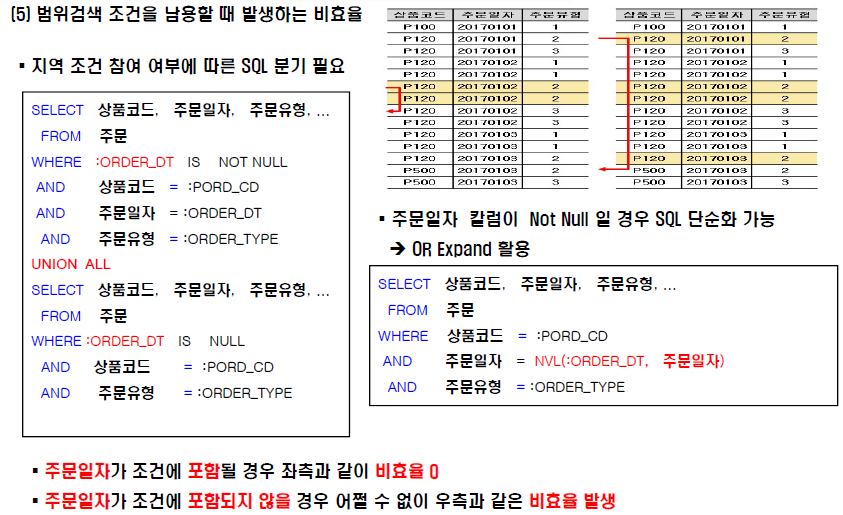 (5) 범위검색 조건을 남용할 때 발생하는 비효율
▪ 지역 조건 참여 여부에 따른 SQL 분기 필요
SELECT 상품코드, 주문일자, 주문유형, ...
FROM 주문
WHERE :ORDER_DT IS NOT NULL
AND 상품코드 = :PORD_CD
AND 주문일자 = :ORDER_DT
AND 주문유형 = :ORDER_TYPE
UNION ALL
SELECT 상품코드, 주문일자, 주문유형, ...
FROM 주문
WHERE :ORDER_DT IS NULL
AND 상품코드 = :PORD_CD
AND 주문유형 = :ORDER_TYPE
상품코드 주문일자 주문유형
P100 20170101 1
P120 20170101 2
P120 20170101 3
P120 20170102 1
P120 20170102 1
P120 20170102 2
P120 20170102 2
P120 20170102 3
P120 20170102 3
P120 20170103 1
P120 20170103 1
P120 20170103 2
P500 20170103 2
P500 20170103 3
상품코드 주문일자 주문유형
P100 20170101 1
P120 20170101 2
P120 20170101 3
P120 20170102 1
P120 20170102 1
P120 20170102 2
P120 20170102 2
P120 20170102 3
P120 20170102 3
P120 20170103 1
P120 20170103 1
P120 20170103 2
P500 20170103 2
P500 20170103 3
▪ 주문일자 칼럼이 Not Null 일 경우 SQL 단순화 가능
➔ OR Expand 활용
SELECT 상품코드, 주문일자, 주문유형, ...
FROM 주문
WHERE 상품코드 = :PORD_CD
AND 주문일자 = NVL(:ORDER_DT, 주문일자)
AND 주문유형 = :ORDER_TYPE
▪ 주문일자가 조건에 포함될 경우 좌측과 같이 비효율 0
▪ 주문일자가 조건에 포함되지 않을 경우 어쩔 수 없이 우측과 같은 비효율 발생